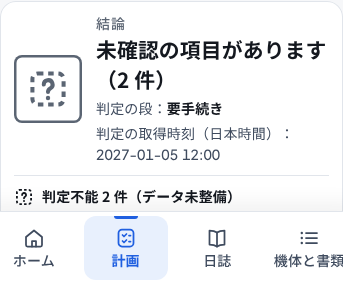 結論
未確認の項目があります
（2 件）
判定の段：要手続き
判定の取得時刻（日本時間）：
2027-01-05 12:00
判定不能 2 件（データ未整備）
ホーム
計画
日誌
機体と書類